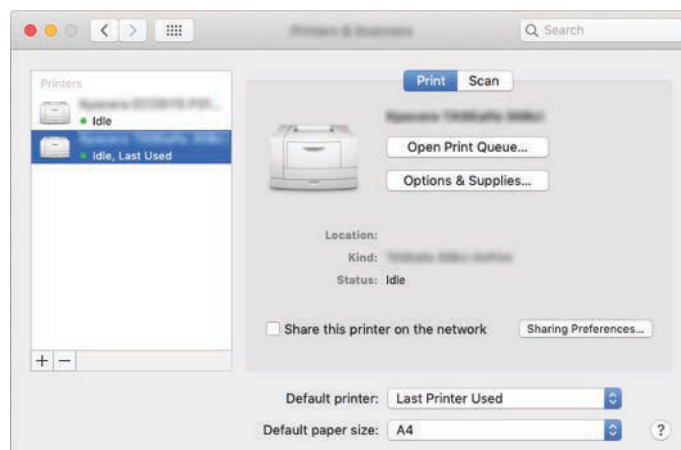 Search
Printers
Idle
Idle, Last Used
Print Scan
Open Print Queue...
Options & Supplies...
Location:
Kind:
Status: Idle
Share this printer on the network Sharing Preferences...
+ −
Default printer: Last Printer Used
Default paper size: A4 ?